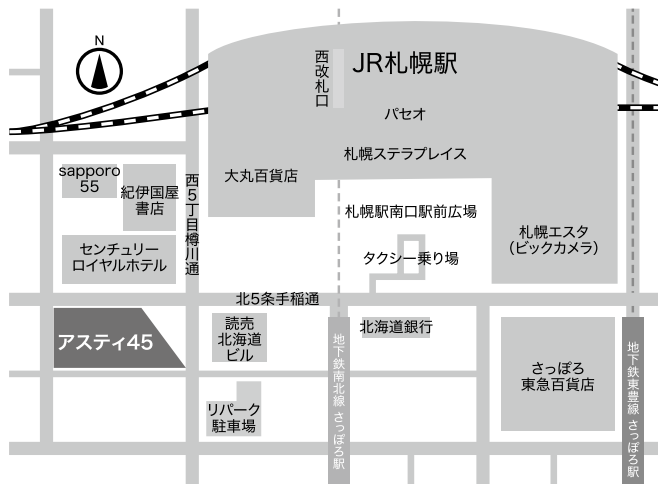 N
西改札口
JR札幌駅
パセオ
札幌ステラプレイス
大丸百貨店
sapporo
55
紀伊国屋
書店
西5丁目樽川通
札幌駅南口駅前広場
札幌エスタ
（ビックカメラ）
センチュリー
ロイヤルホテル
タクシー乗り場
北5条手稲通
アスティ45
読売
北海道
ビル
北海道銀行
地下鉄南北線 さっぽろ駅
地下鉄東豊線 さっぽろ駅
さっぽろ
東急百貨店
リパーク
駐車場